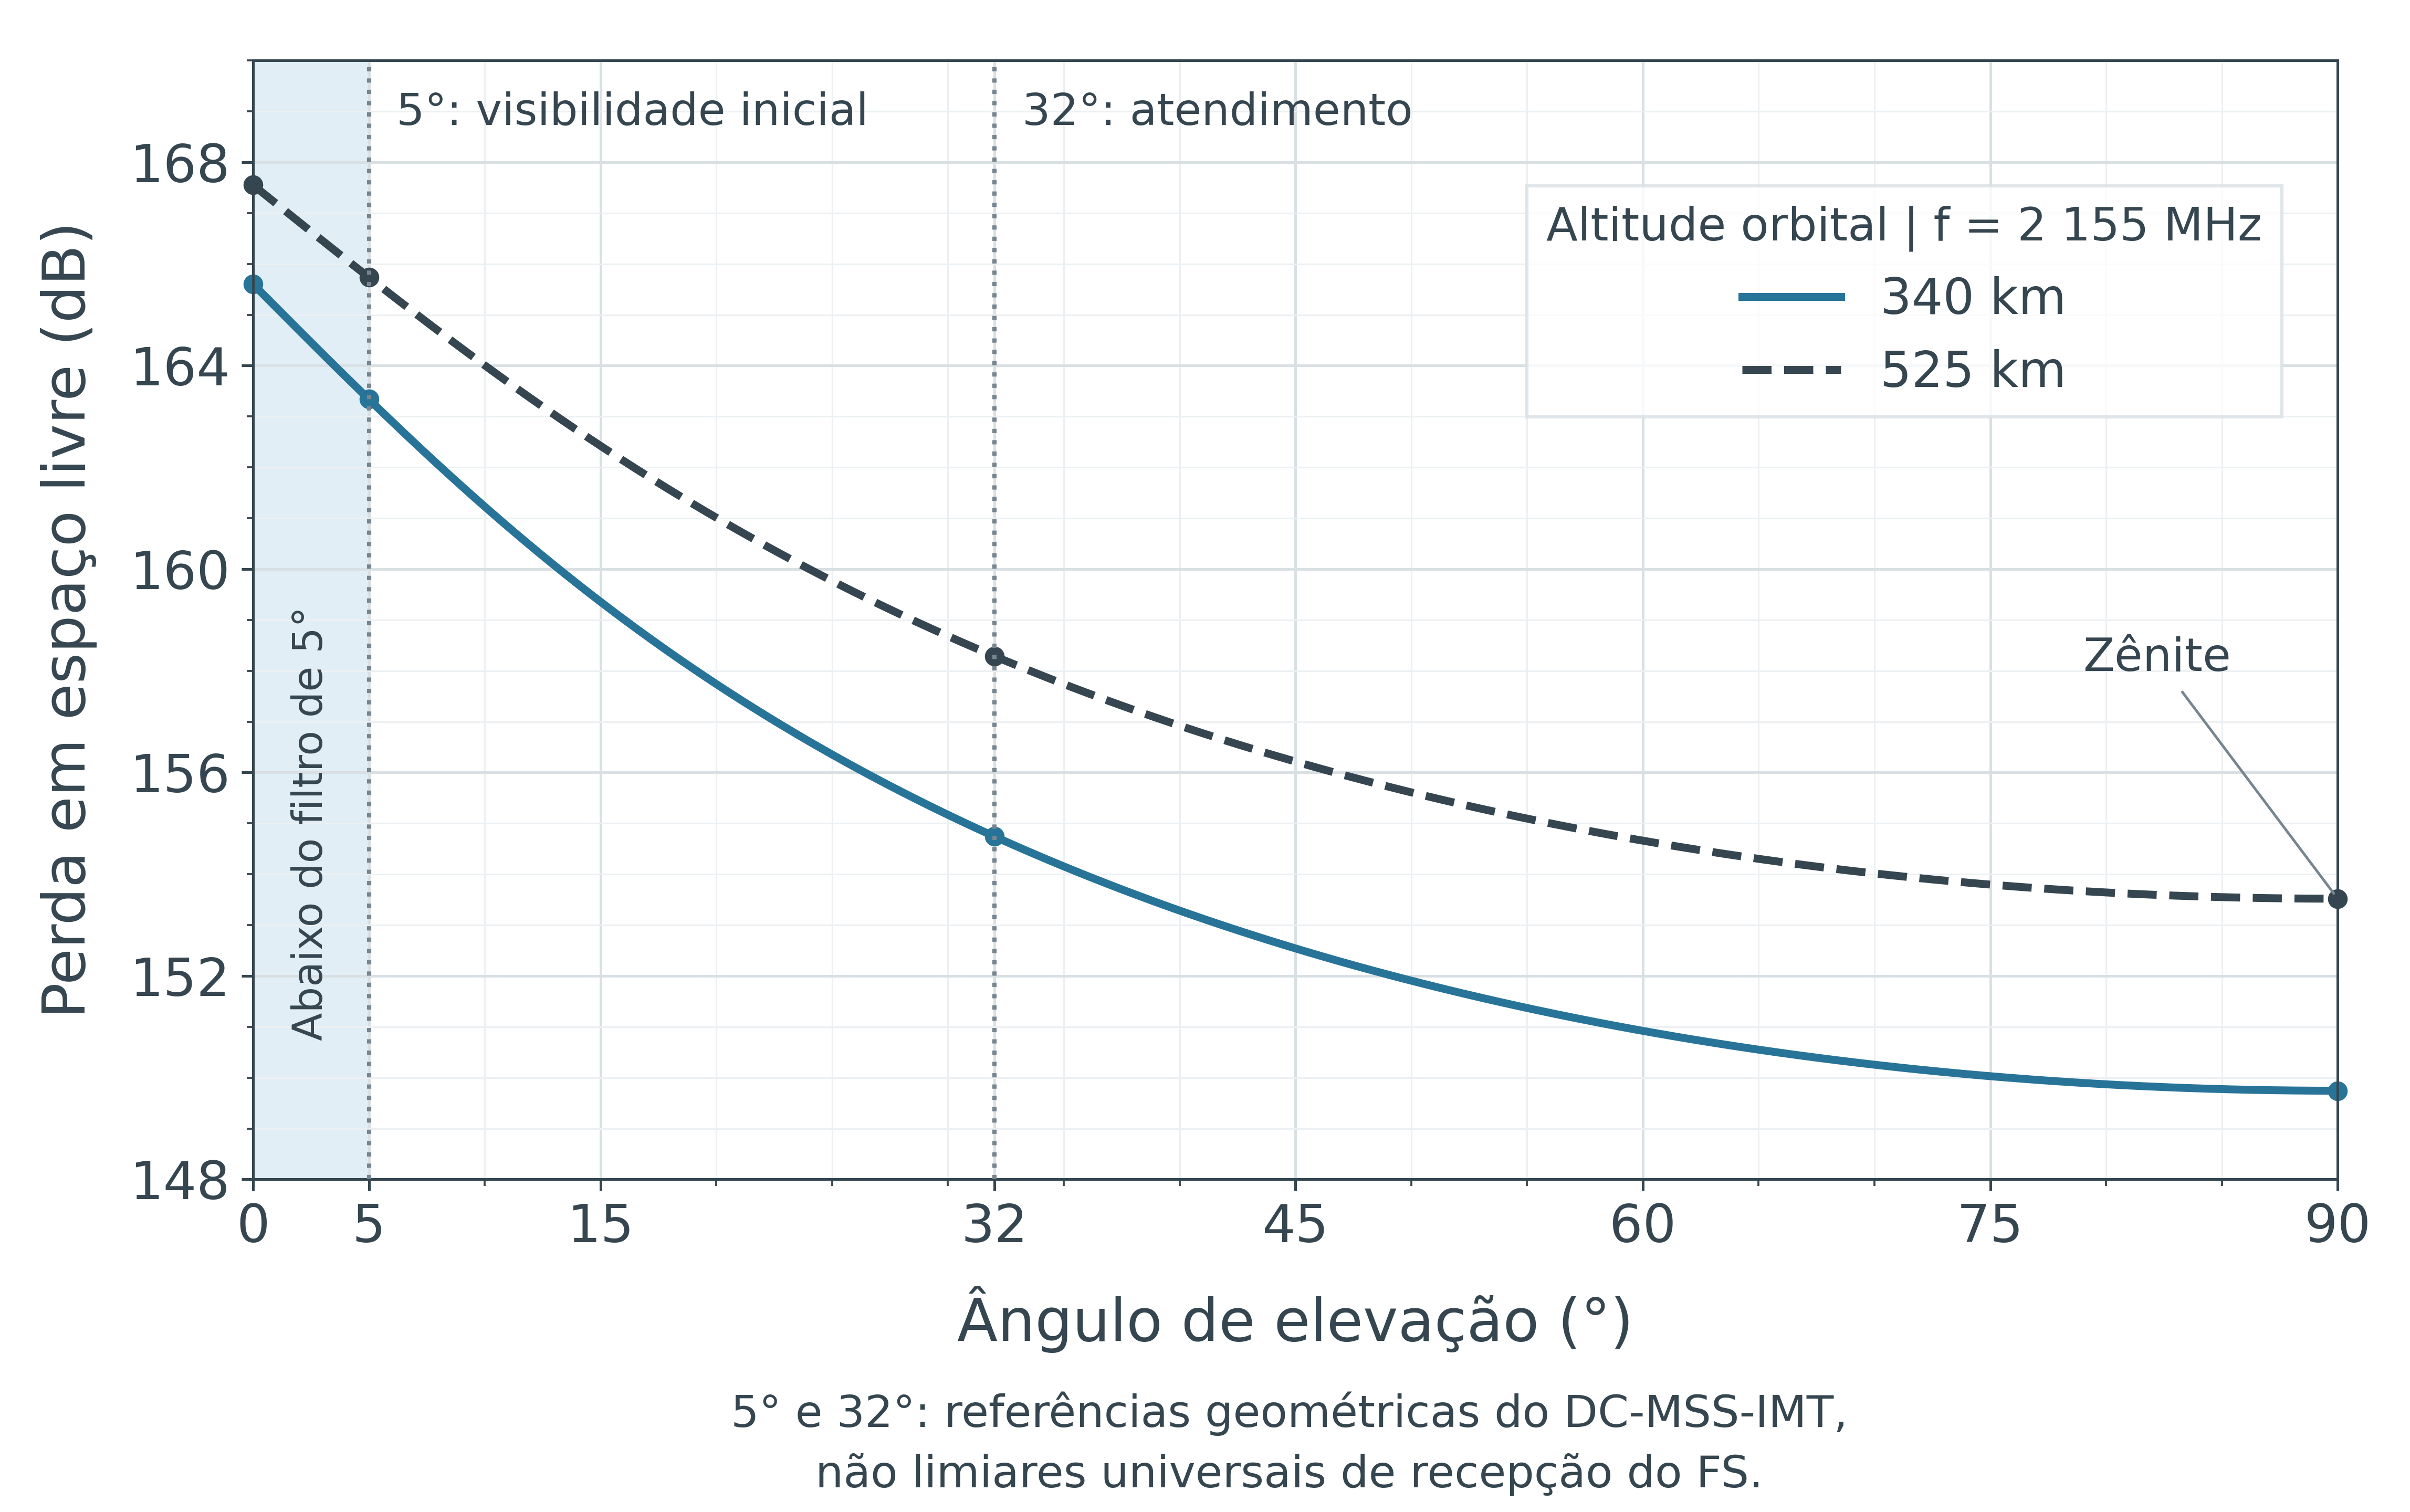 5°: visibilidade inicial
32°: atendimento
168
164
160
156
152
148
Perda em espaço livre (dB)
Abaixo do filtro de 5°
Altitude orbital | f = 2 155 MHz
340 km
525 km
Zênite
0 5 15 32 45 60 75 90
Ângulo de elevação (°)
5° e 32°: referências geométricas do DC-MSS-IMT,
não limiares universais de recepção do FS.